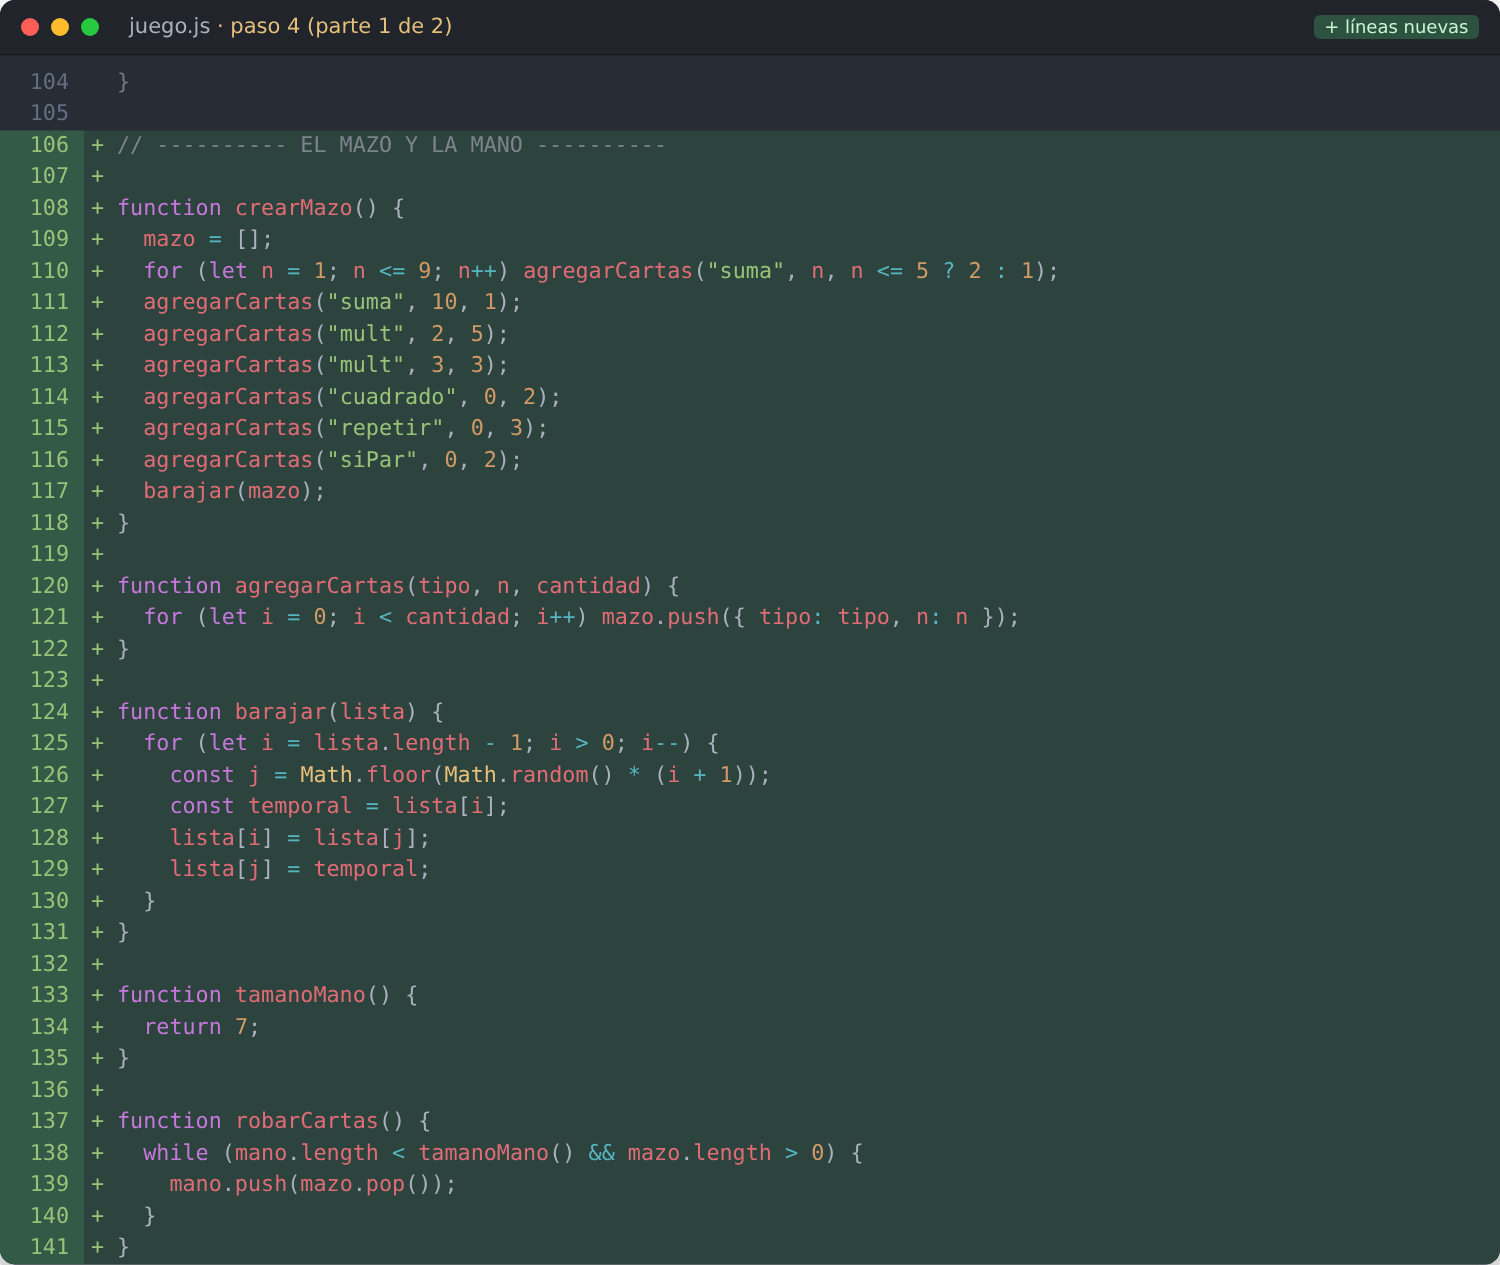 juego.js · paso 4 (parte 1 de 2)
+ líneas nuevas
104 }
105
106 + // ---------- EL MAZO Y LA MANO ----------
107 +
108 + function crearMazo() {
109 +   mazo = [];
110 +   for (let n = 1; n <= 9; n++) agregarCartas("suma", n, n <= 5 ? 2 : 1);
111 +   agregarCartas("suma", 10, 1);
112 +   agregarCartas("mult", 2, 5);
113 +   agregarCartas("mult", 3, 3);
114 +   agregarCartas("cuadrado", 0, 2);
115 +   agregarCartas("repetir", 0, 3);
116 +   agregarCartas("siPar", 0, 2);
117 +   barajar(mazo);
118 + }
119 +
120 + function agregarCartas(tipo, n, cantidad) {
121 +   for (let i = 0; i < cantidad; i++) mazo.push({ tipo: tipo, n: n });
122 + }
123 +
124 + function barajar(lista) {
125 +   for (let i = lista.length - 1; i > 0; i--) {
126 +     const j = Math.floor(Math.random() * (i + 1));
127 +     const temporal = lista[i];
128 +     lista[i] = lista[j];
129 +     lista[j] = temporal;
130 +   }
131 + }
132 +
133 + function tamanoMano() {
134 +   return 7;
135 + }
136 +
137 + function robarCartas() {
138 +   while (mano.length < tamanoMano() && mazo.length > 0) {
139 +     mano.push(mazo.pop());
140 +   }
141 + }